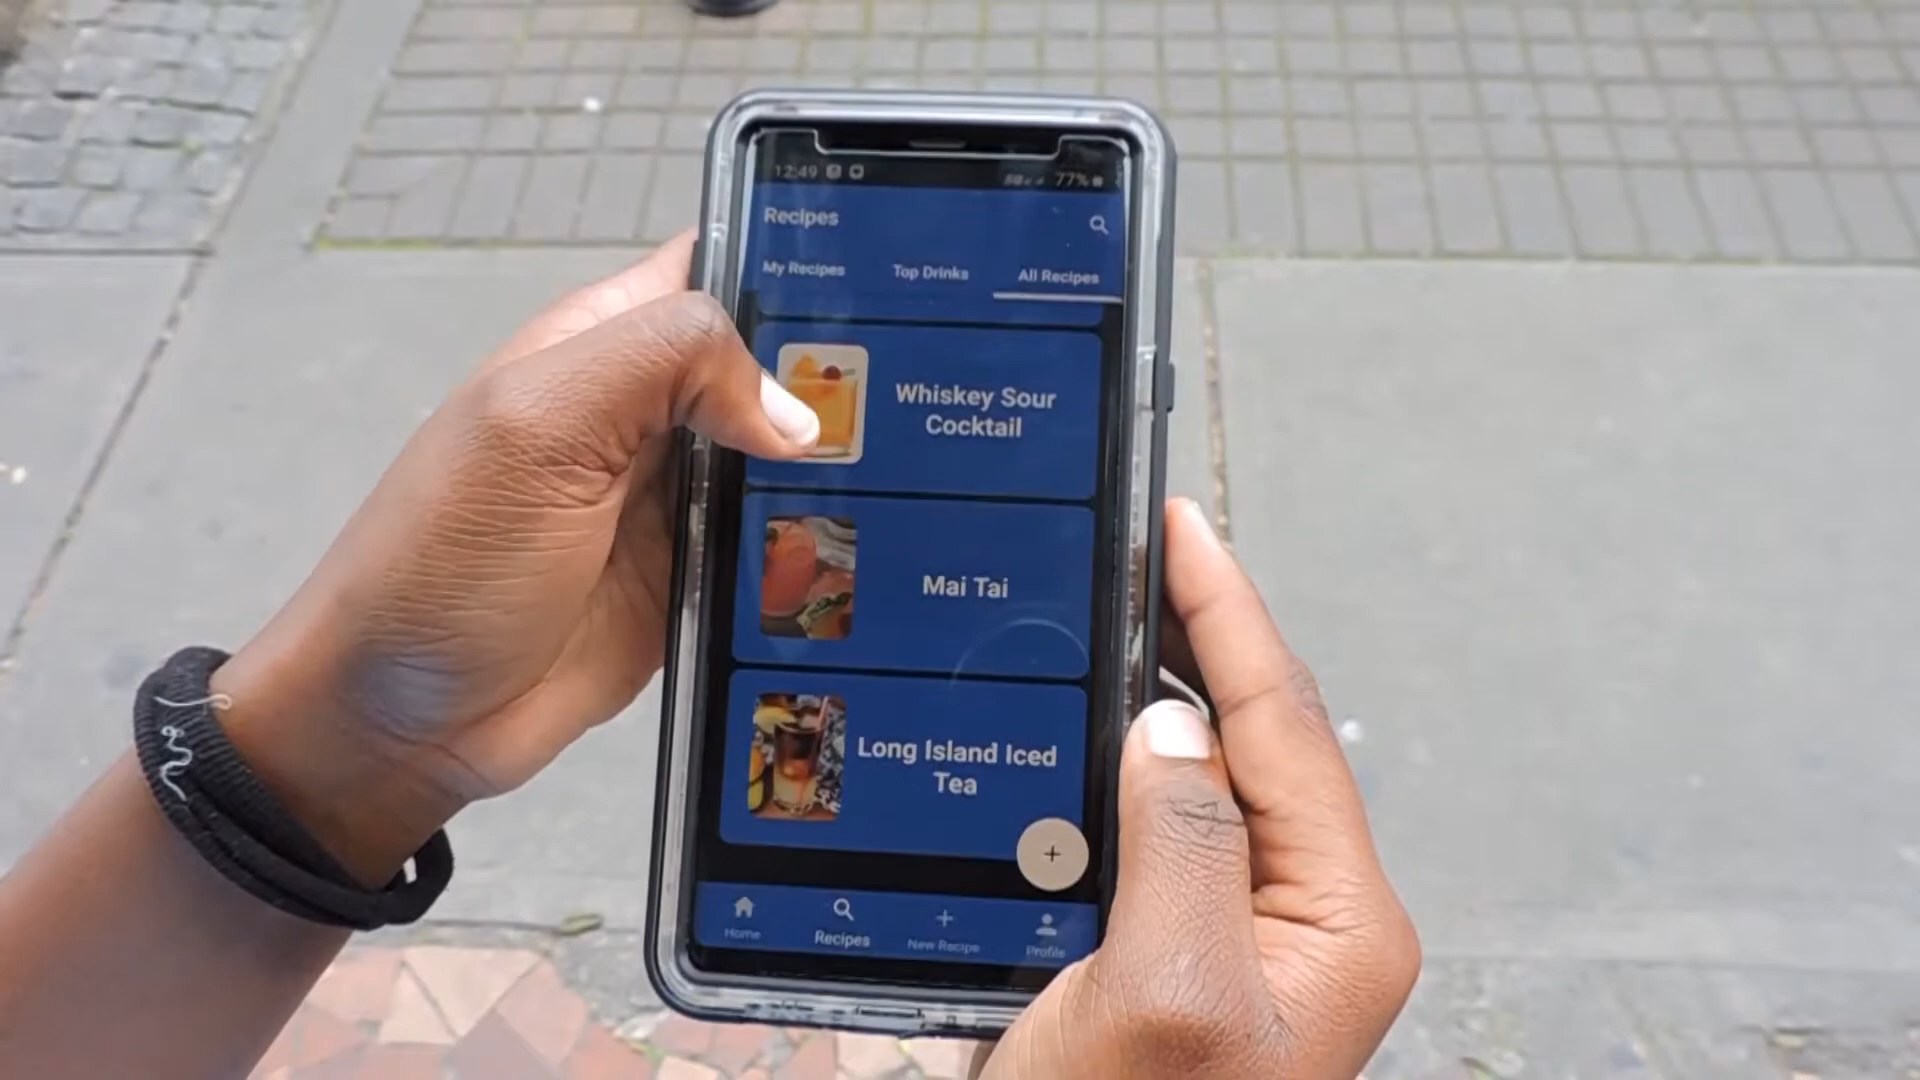 12:49
77%
Recipes
My Recipes Top Drinks All Recipes
Whiskey Sour
Cocktail
Mai Tai
Long Island Iced
Tea
+
Home Recipes New Recipe Profile